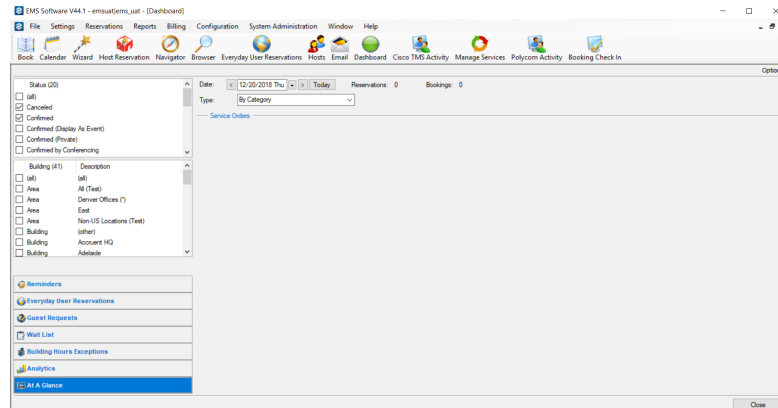 EMS Software V44.1 - emsuat|ems_uat - [Dashboard]
File Settings Reservations Reports Billing Configuration System Administration Window Help
Book Calendar Wizard Host Reservation Navigator Browser Everyday User Reservations Hosts Email Dashboard Cisco TMS Activity Manage Services Polycom Activity Booking Check In
Option
Status (20)
(all)
Canceled
Confirmed
Confirmed (Display As Event)
Confirmed (Private)
Confirmed by Conferencing
Building (41) Description
(all) (all)
Area All (Test)
Area Denver Offices (*)
Area East
Area Non-US Locations (Test)
Building (other)
Building Accruent HQ
Building Adelaide
Reminders
Everyday User Reservations
Guest Requests
Wait List
Building Hours Exceptions
Analytics
At A Glance
Date: < 12/20/2018 Thu > Today Reservations: 0 Bookings: 0
Type: By Category
Service Orders
Close